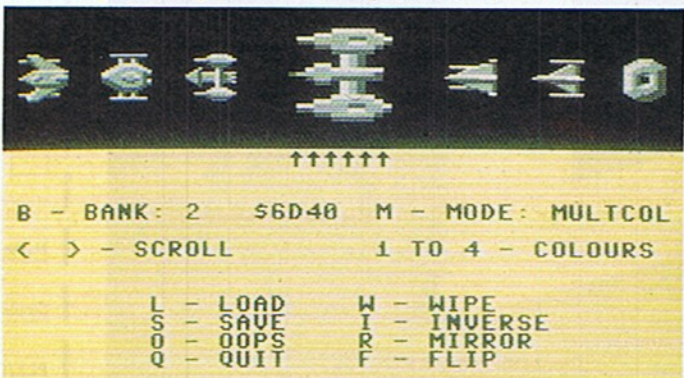 ↑↑↑↑↑↑
B - BANK: 2 $6D40 M - MODE: MULTCOL
< > - SCROLL 1 TO 4 - COLOURS
L - LOAD W - WIPE
S - SAVE I - INVERSE
O - OOPS R - MIRROR
Q - QUIT F - FLIP